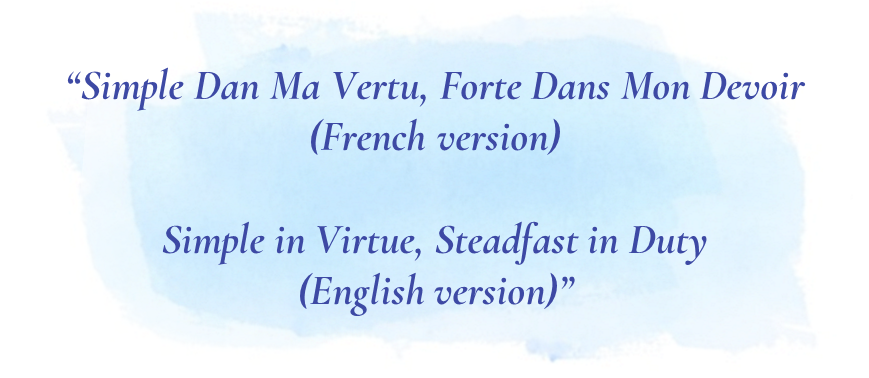 “Simple Dan Ma Vertu, Forte Dans Mon Devoir
(French version)
Simple in Virtue, Steadfast in Duty
(English version)”